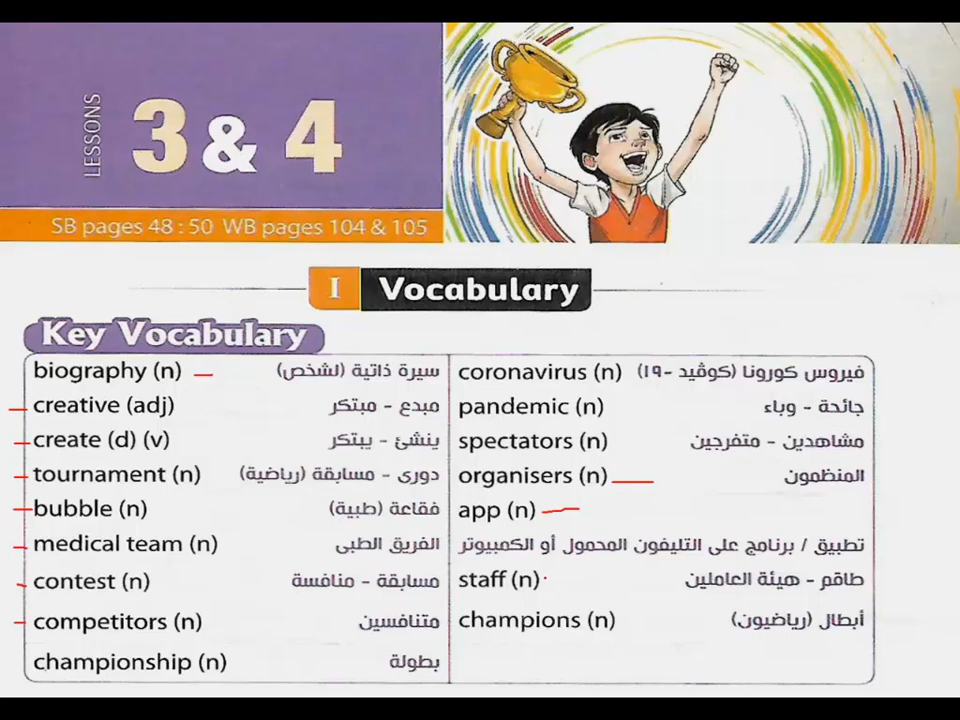 LESSONS
3 & 4
SB pages 48 : 50 WB pages 104 & 105
I Vocabulary
Key Vocabulary
biography (n) سيرة ذاتية (لشخص)
creative (adj) مبدع - مبتكر
create (d) (v) ينشئ - يبتكر
tournament (n) دورى - مسابقة (رياضية)
bubble (n) فقاعة (طبية)
medical team (n) الفريق الطبى
contest (n) مسابقة - منافسة
competitors (n) متنافسين
championship (n) بطولة
coronavirus (n) فيروس كورونا (كوڤيد -١٩)
pandemic (n) جائحة - وباء
spectators (n) مشاهدين - متفرجين
organisers (n) المنظمون
app (n)
تطبيق / برنامج على التليفون المحمول أو الكمبيوتر
staff (n) طاقم - هيئة العاملين
champions (n) أبطال (رياضيون)